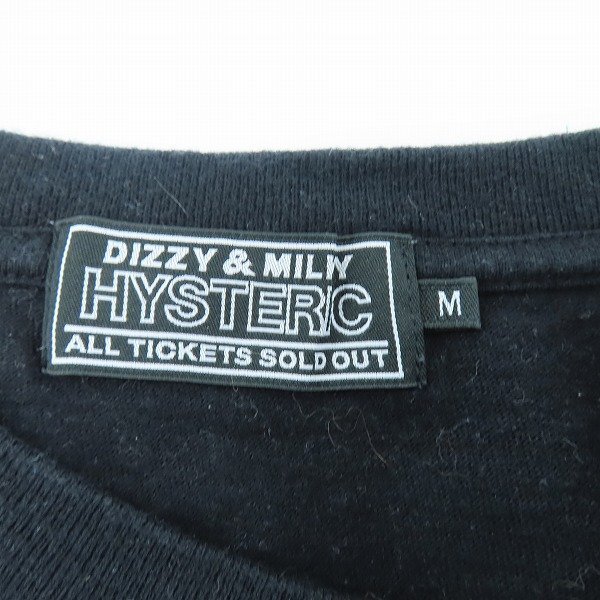 DIZZY & MILKY
HYSTERIC
ALL TICKETS SOLD OUT
M